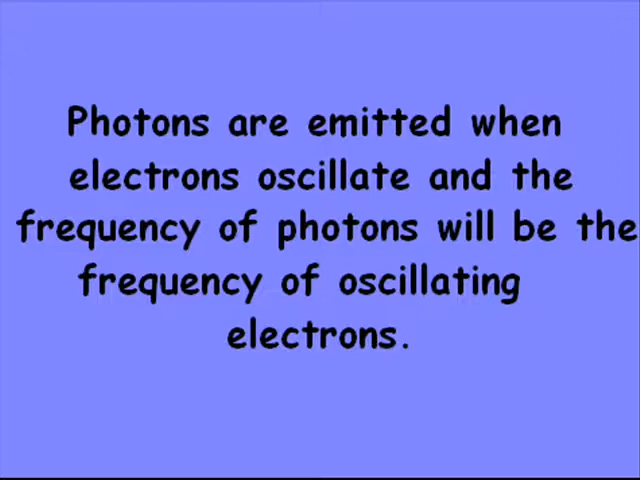 Photons are emitted when
electrons oscillate and the
frequency of photons will be the
frequency of oscillating
electrons.